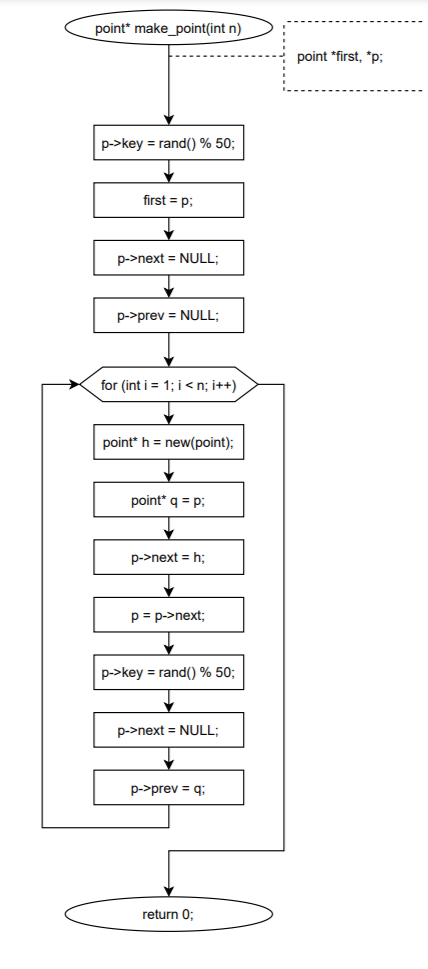 point* make_point(int n)
point *first, *p;
p->key = rand() % 50;
first = p;
p->next = NULL;
p->prev = NULL;
for (int i = 1; i < n; i++)
point* h = new(point);
point* q = p;
p->next = h;
p = p->next;
p->key = rand() % 50;
p->next = NULL;
p->prev = q;
return 0;